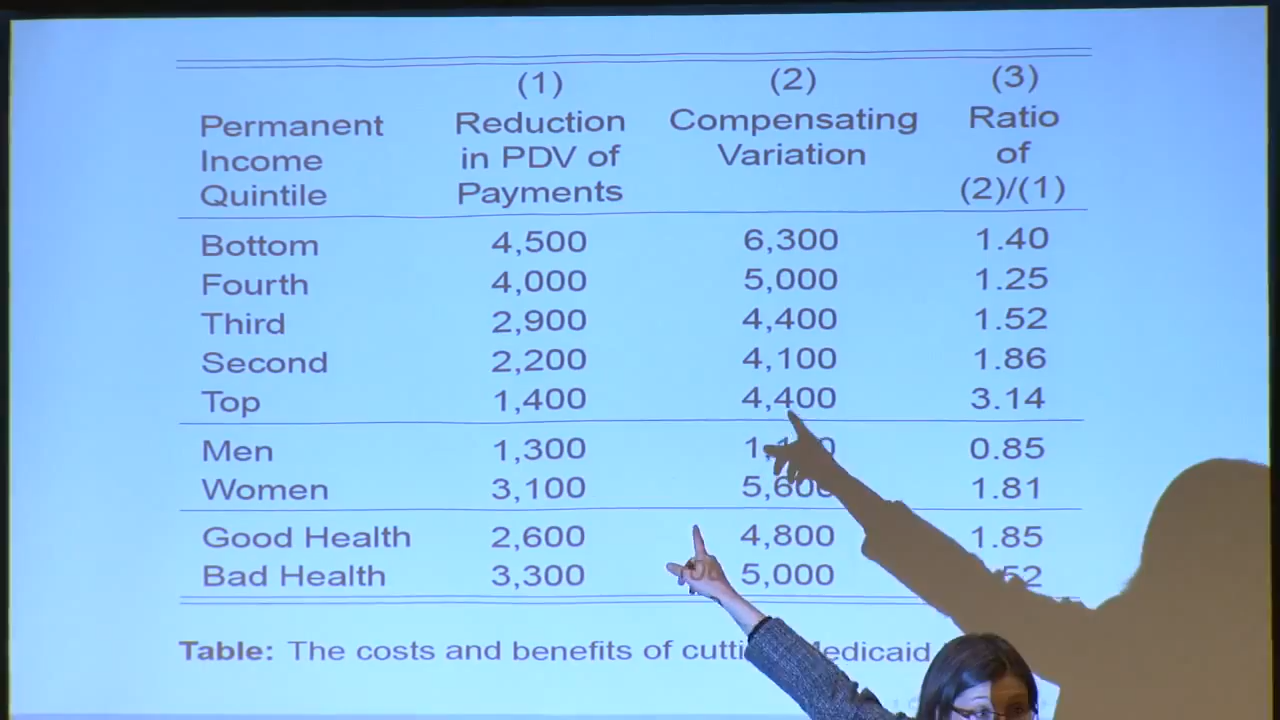 (1) (2) (3)
Permanent Reduction Compensating Ratio
Income in PDV of Variation of
Quintile Payments (2)/(1)
Bottom 4,500 6,300 1.40
Fourth 4,000 5,000 1.25
Third 2,900 4,400 1.52
Second 2,200 4,100 1.86
Top 1,400 4,400 3.14
Men 1,300 0.85
Women 3,100 5,600 1.81
Good Health 2,600 4,800 1.85
Bad Health 3,300 5,000
Table: The costs and benefits of Medicaid